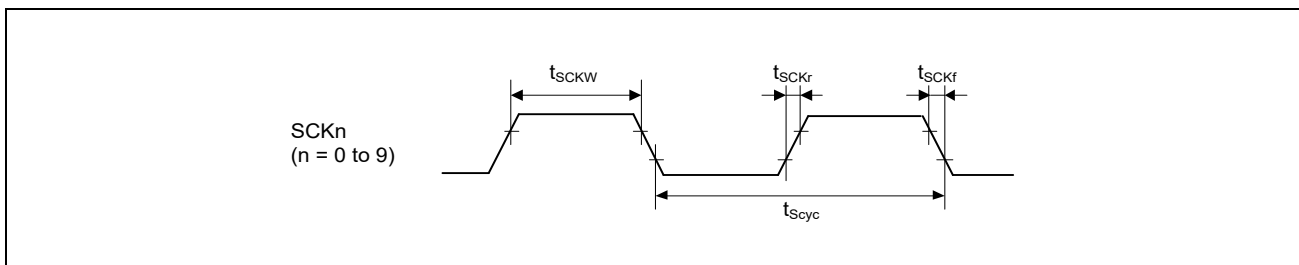 tSCKW
tSCKr
tSCKf
SCKn
(n = 0 to 9)
tScyc